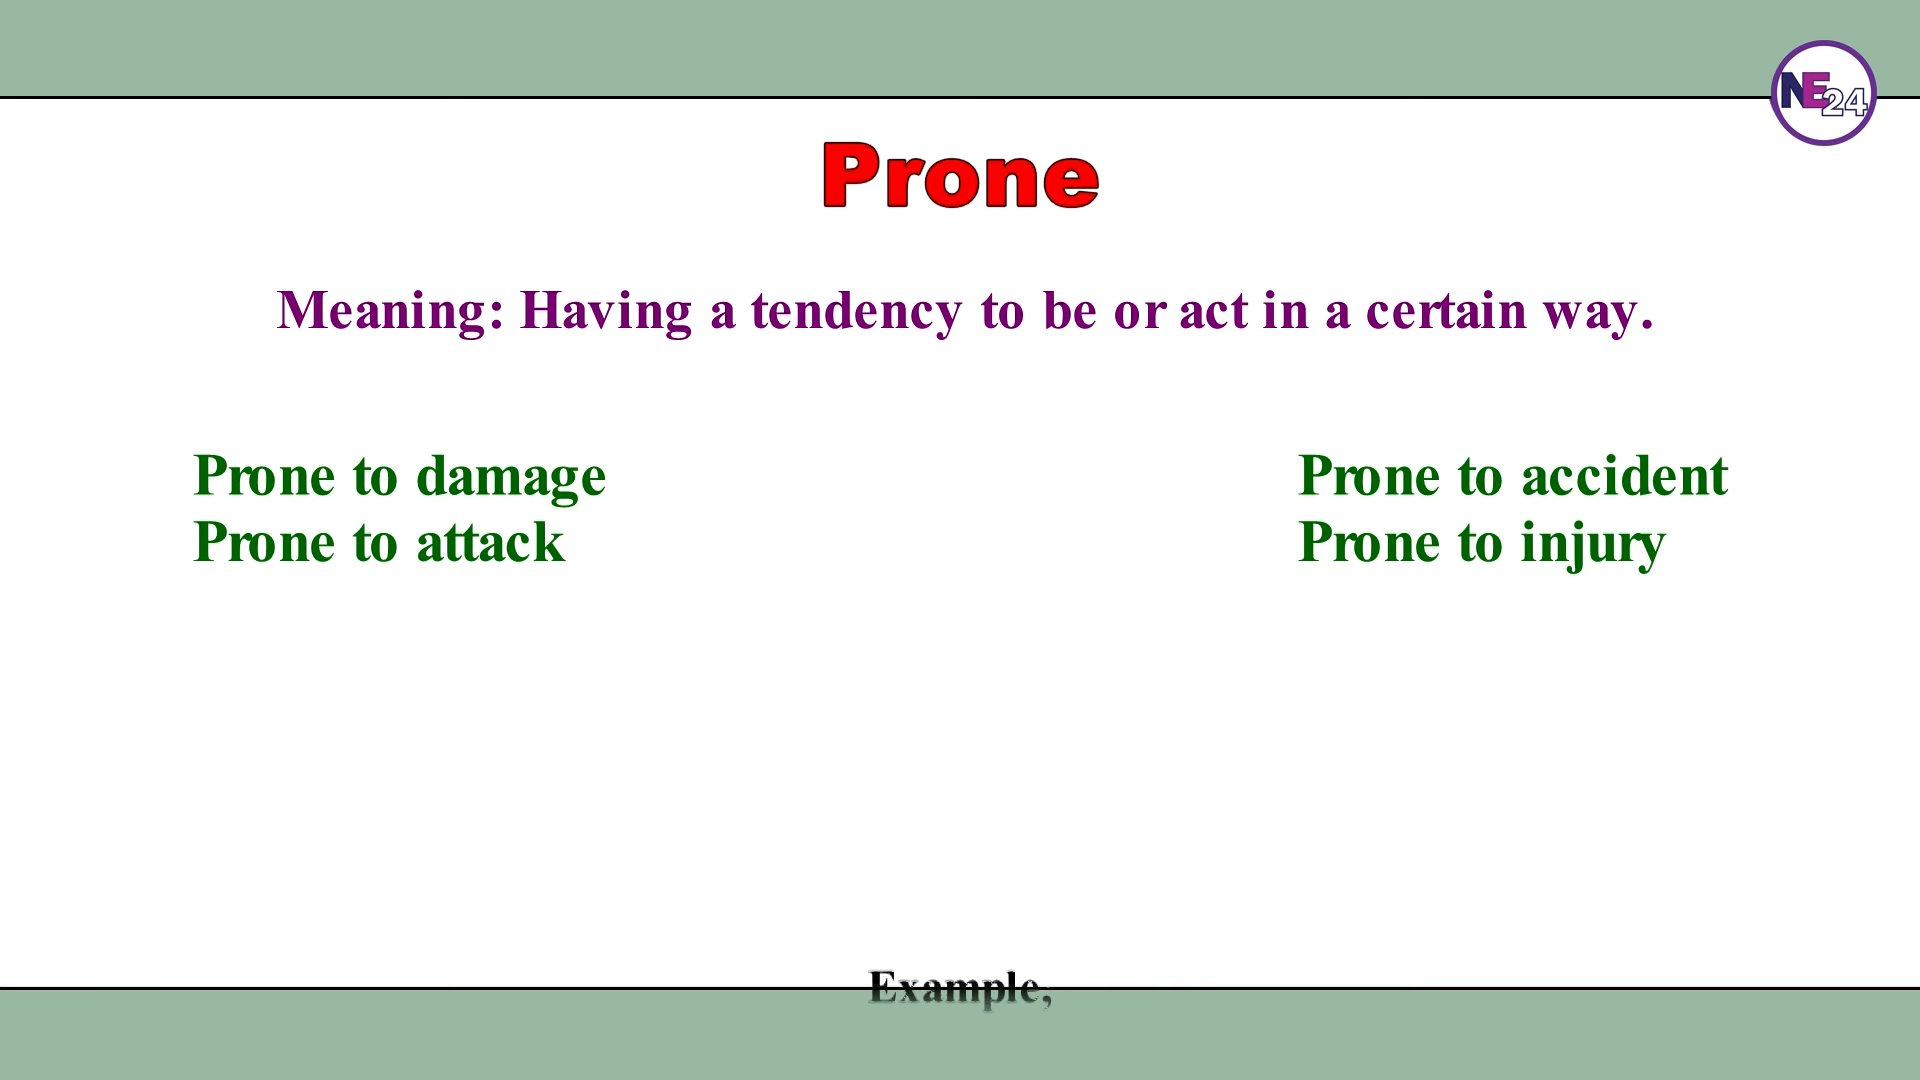 NE24
Prone
Meaning: Having a tendency to be or act in a certain way.
Prone to damage
Prone to attack
Prone to accident
Prone to injury
Example,